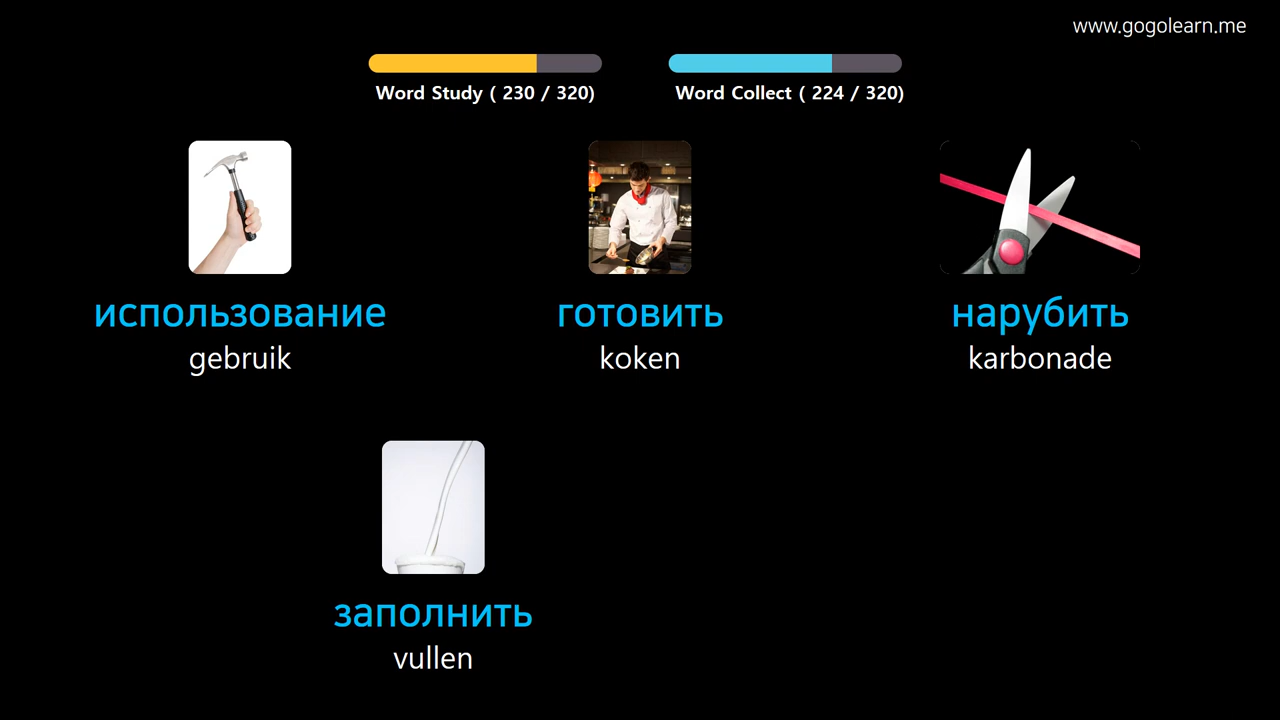 www.gogolearn.me
Word Study ( 230 / 320)
Word Collect ( 224 / 320)
использование
gebruik
готовить
koken
нарубить
karbonade
заполнить
vullen